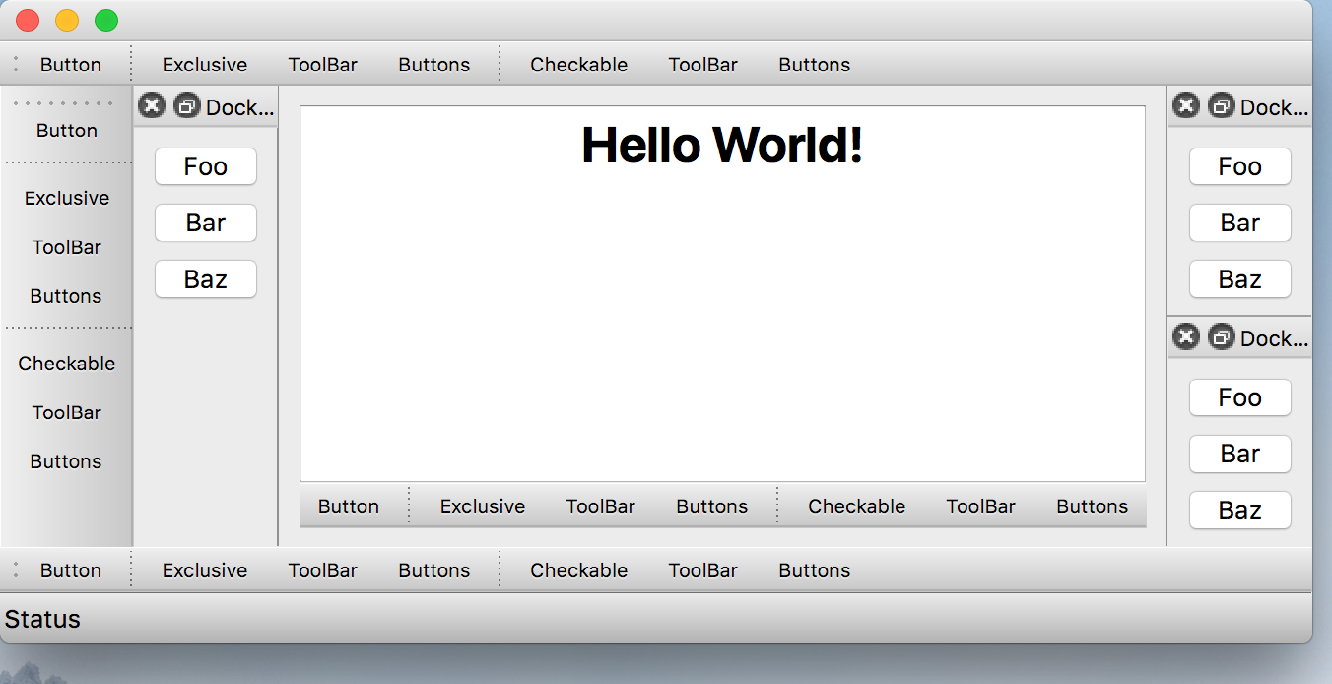 Button Exclusive ToolBar Buttons Checkable ToolBar Buttons
Button
Exclusive
ToolBar
Buttons
Checkable
ToolBar
Buttons
Dock...
Foo
Bar
Baz
Hello World!
Button Exclusive ToolBar Buttons Checkable ToolBar Buttons
Dock...
Foo
Bar
Baz
Dock...
Foo
Bar
Baz
Button Exclusive ToolBar Buttons Checkable ToolBar Buttons
Status